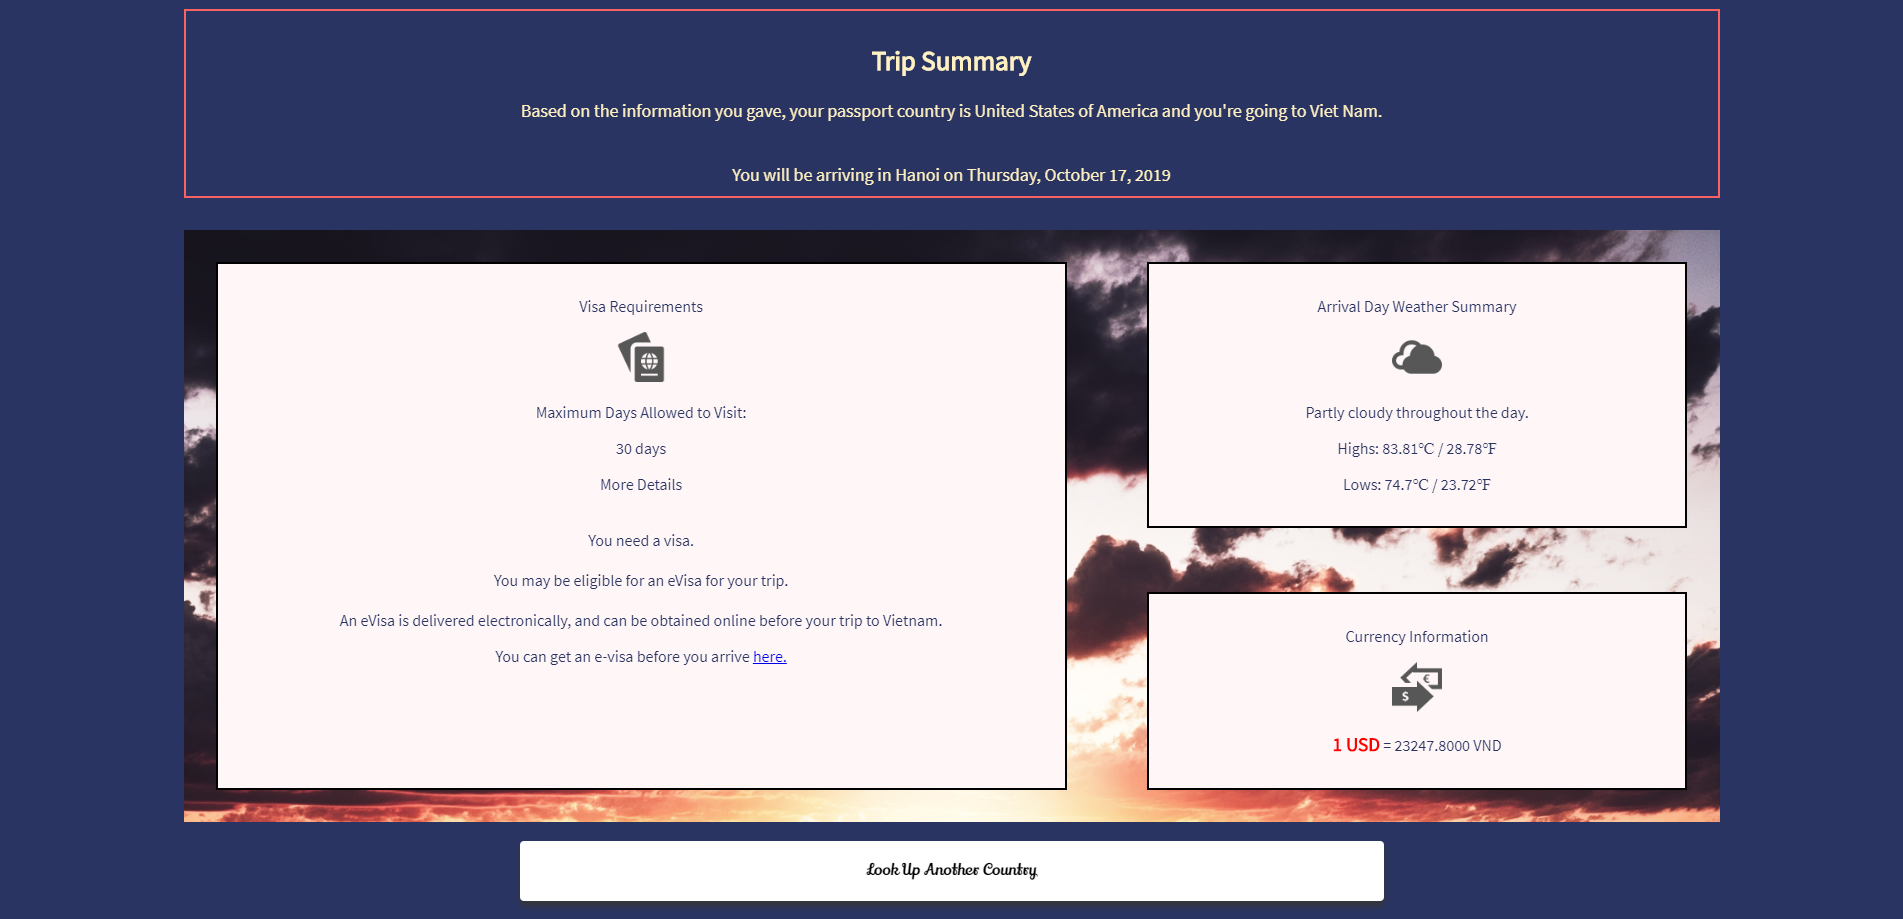 Trip Summary
Based on the information you gave, your passport country is United States of America and you're going to Viet Nam.
You will be arriving in Hanoi on Thursday, October 17, 2019
Visa Requirements
Maximum Days Allowed to Visit:
30 days
More Details
You need a visa.
You may be eligible for an eVisa for your trip.
An eVisa is delivered electronically, and can be obtained online before your trip to Vietnam.
You can get an e-visa before you arrive here.
Arrival Day Weather Summary
Partly cloudy throughout the day.
Highs: 83.81℃ / 28.78℉
Lows: 74.7℃ / 23.72℉
Currency Information
€
$
1 USD = 23247.8000 VND
Look Up Another Country